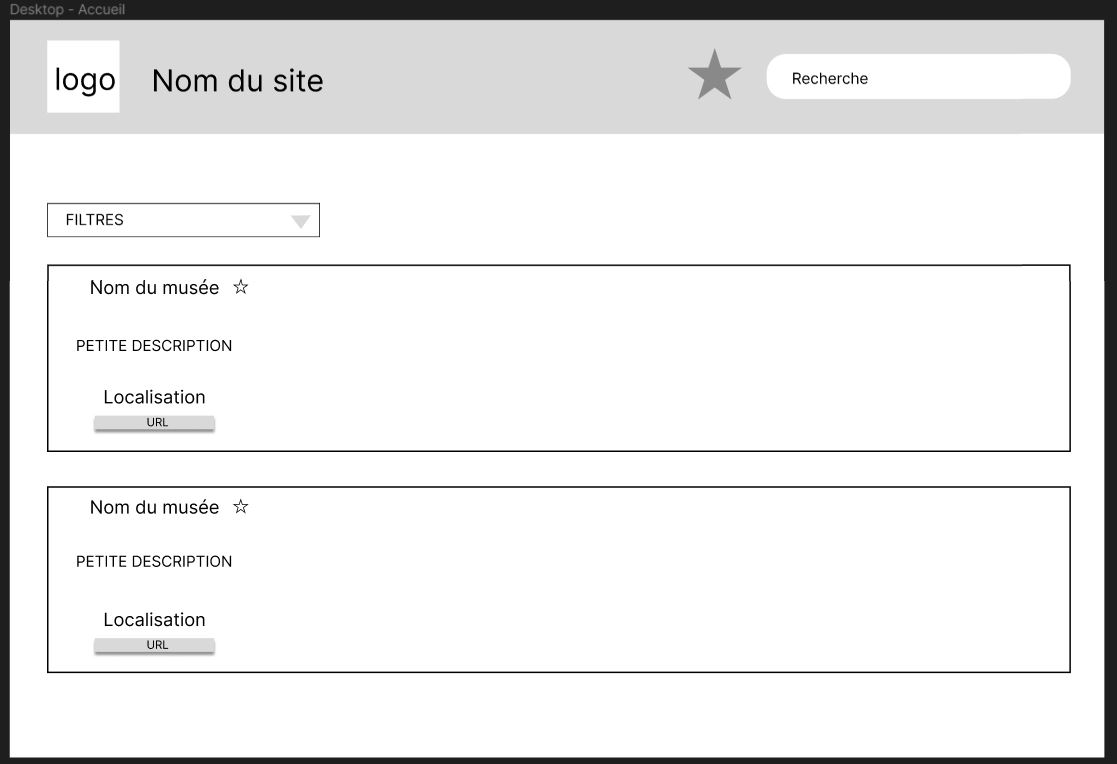 Desktop - Accueil
logo
Nom du site
Recherche
FILTRES
Nom du musée
PETITE DESCRIPTION
Localisation
URL
Nom du musée
PETITE DESCRIPTION
Localisation
URL